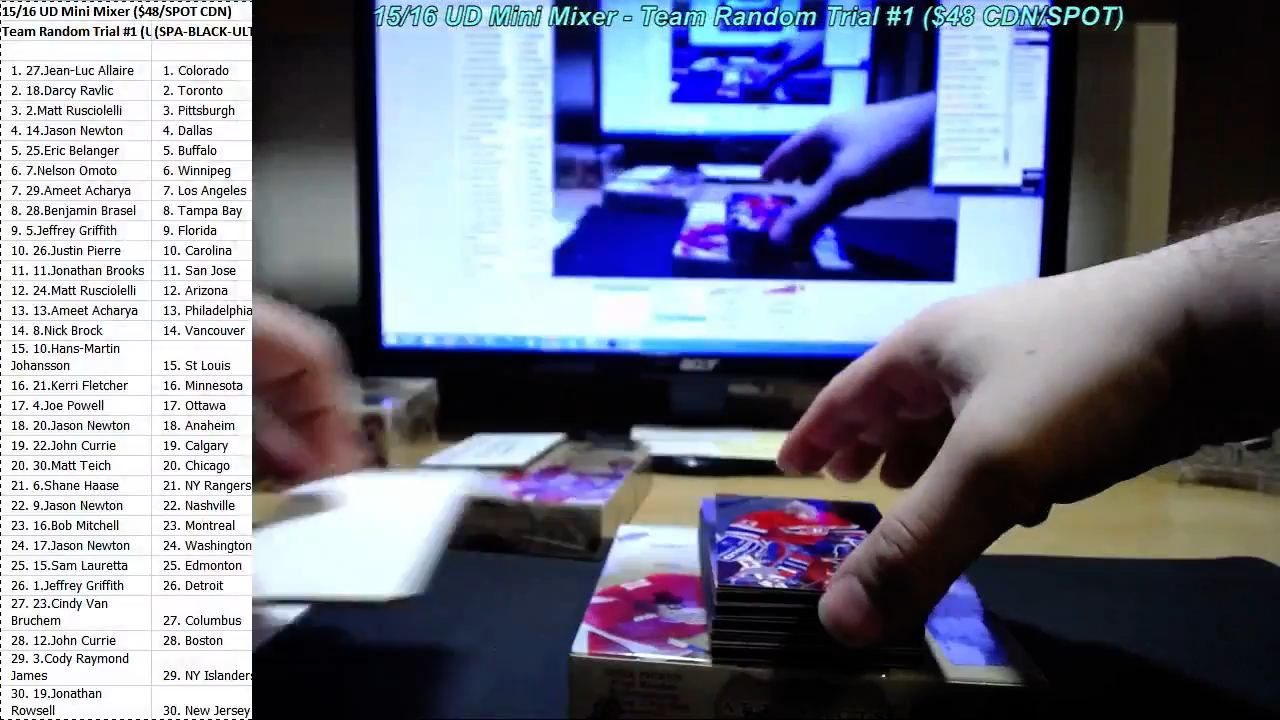 15/16 UD Mini Mixer ($48/SPOT CDN)
Team Random Trial #1 (U (SPA-BLACK-ULT
15/16 UD Mini Mixer - Team Random Trial #1 ($48 CDN/SPOT)
1. 27.Jean-Luc Allaire 1. Colorado
2. 18.Darcy Ravlic 2. Toronto
3. 2.Matt Rusciolelli 3. Pittsburgh
4. 14.Jason Newton 4. Dallas
5. 25.Eric Belanger 5. Buffalo
6. 7.Nelson Omoto 6. Winnipeg
7. 29.Ameet Acharya 7. Los Angeles
8. 28.Benjamin Brasel 8. Tampa Bay
9. 5.Jeffrey Griffith 9. Florida
10. 26.Justin Pierre 10. Carolina
11. 11.Jonathan Brooks 11. San Jose
12. 24.Matt Rusciolelli 12. Arizona
13. 13.Ameet Acharya 13. Philadelphia
14. 8.Nick Brock 14. Vancouver
15. 10.Hans-Martin
Johansson 15. St Louis
16. 21.Kerri Fletcher 16. Minnesota
17. 4.Joe Powell 17. Ottawa
18. 20.Jason Newton 18. Anaheim
19. 22.John Currie 19. Calgary
20. 30.Matt Teich 20. Chicago
21. 6.Shane Haase 21. NY Rangers
22. 9.Jason Newton 22. Nashville
23. 16.Bob Mitchell 23. Montreal
24. 17.Jason Newton 24. Washington
25. 15.Sam Lauretta 25. Edmonton
26. 1.Jeffrey Griffith 26. Detroit
27. 23.Cindy Van
Bruchem 27. Columbus
28. 12.John Currie 28. Boston
29. 3.Cody Raymond
James 29. NY Islanders
30. 19.Jonathan
Rowsell 30. New Jersey
acer